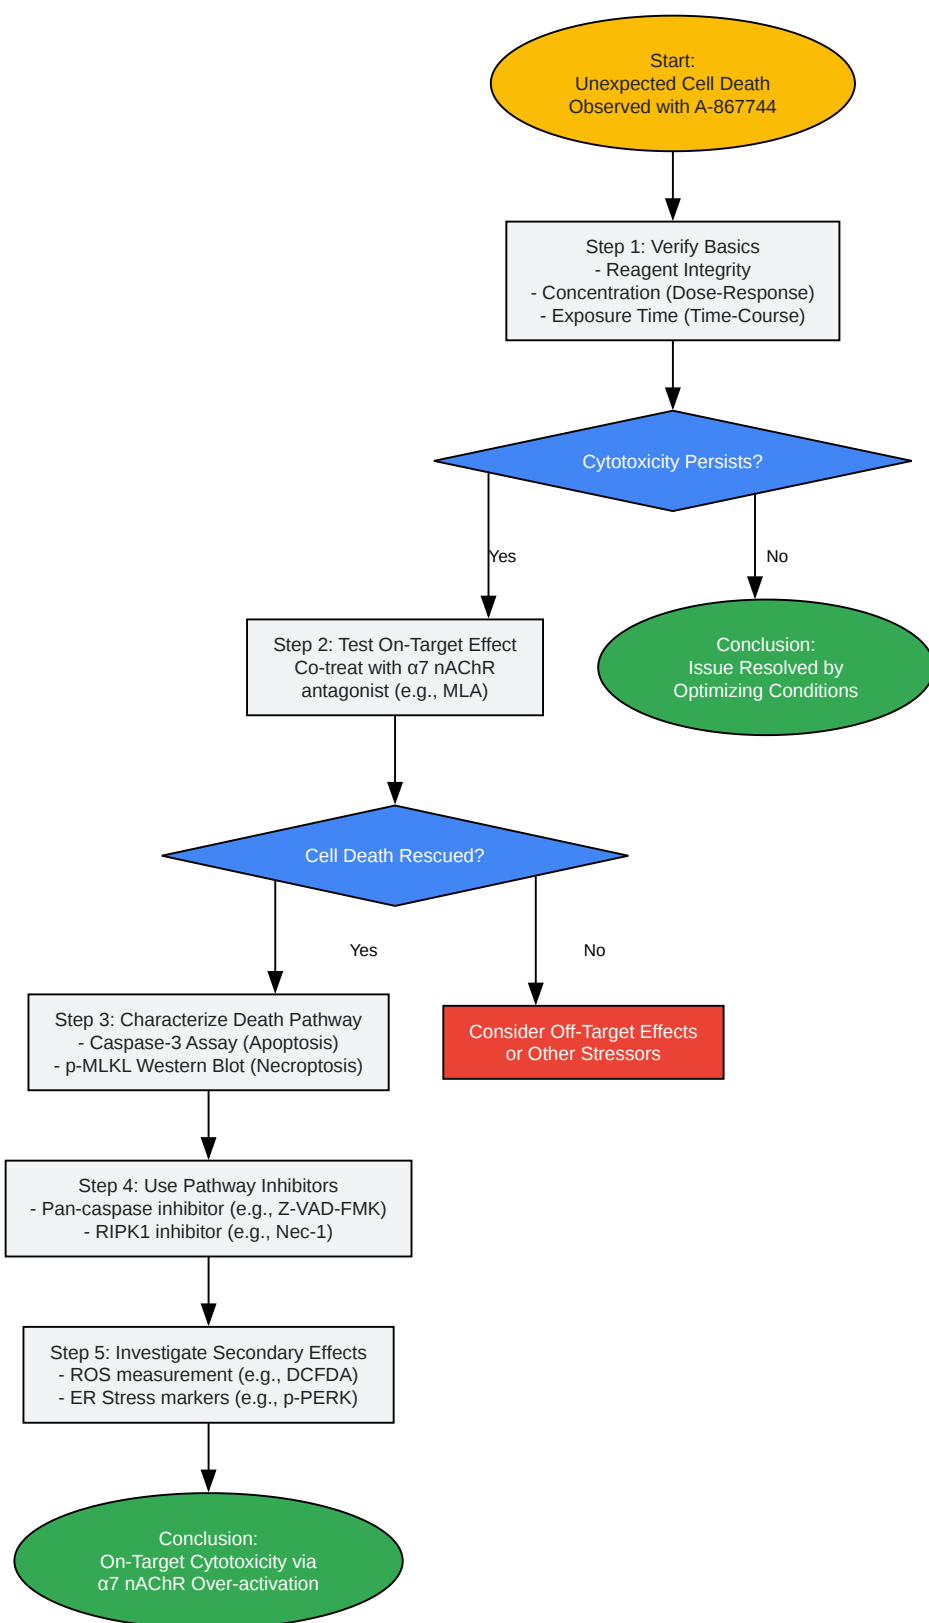 Start:
Unexpected Cell Death
Observed with A-867744
Step 1: Verify Basics
- Reagent Integrity
- Concentration (Dose-Response)
- Exposure Time (Time-Course)
Cytotoxicity Persists?
Yes
No
Step 2: Test On-Target Effect
Co-treat with α7 nAChR
antagonist (e.g., MLA)
Conclusion:
Issue Resolved by
Optimizing Conditions
Cell Death Rescued?
Yes
No
Step 3: Characterize Death Pathway
- Caspase-3 Assay (Apoptosis)
- p-MLKL Western Blot (Necroptosis)
Consider Off-Target Effects
or Other Stressors
Step 4: Use Pathway Inhibitors
- Pan-caspase inhibitor (e.g., Z-VAD-FMK)
- RIPK1 inhibitor (e.g., Nec-1)
Step 5: Investigate Secondary Effects
- ROS measurement (e.g., DCFDA)
- ER Stress markers (e.g., p-PERK)
Conclusion:
On-Target Cytotoxicity via
α7 nAChR Over-activation